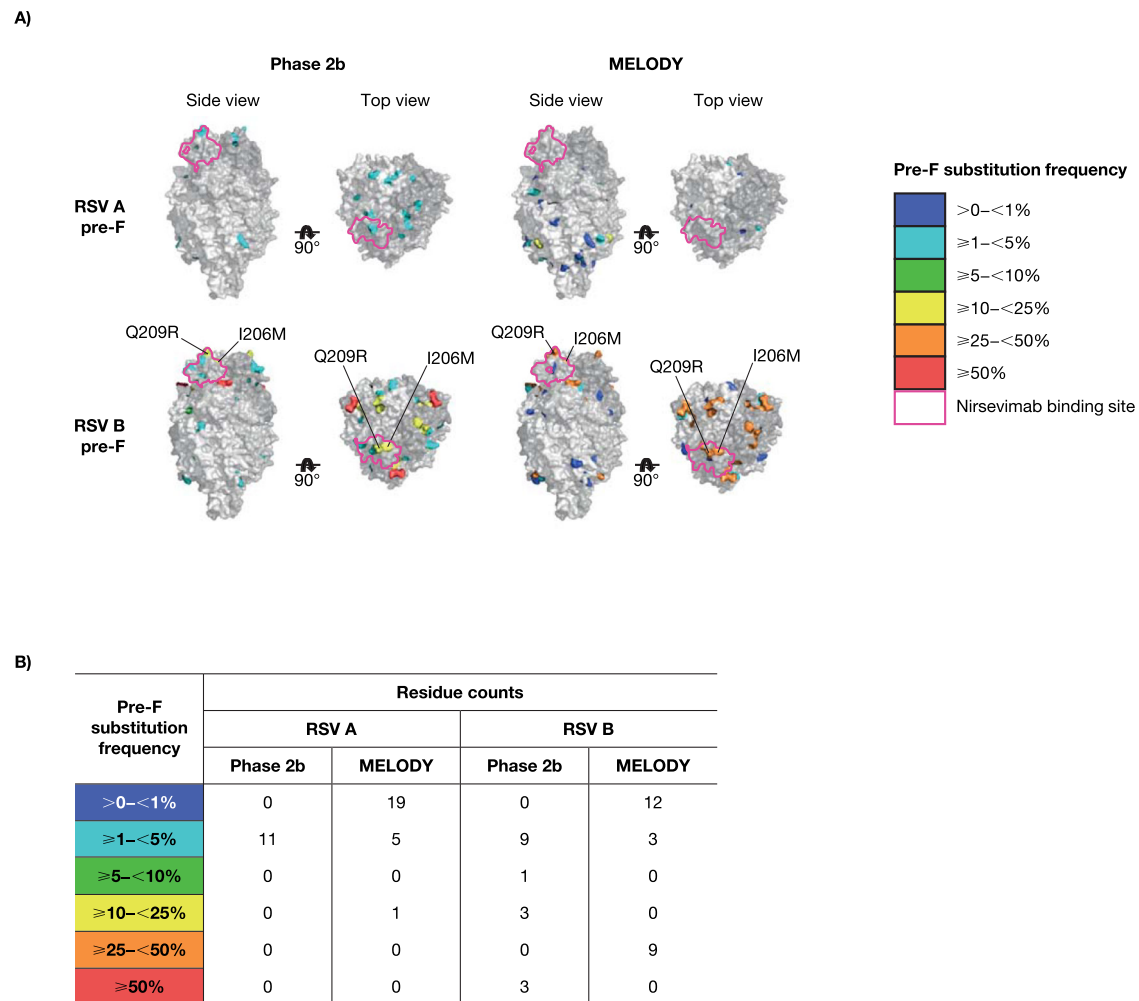 A)
Phase 2b MELODY
Side view Top view Side view Top view
RSV A
pre-F
90° 90°
Q209R I206M Q209R I206M
Q209R I206M Q209R I206M
RSV B
pre-F
90° 90°
Pre-F substitution frequency
>0–<1%
⩾1–<5%
⩾5–<10%
⩾10–<25%
⩾25–<50%
⩾50%
Nirsevimab binding site
B)
Pre-F
substitution
frequency
Residue counts
RSV A RSV B
Phase 2b MELODY Phase 2b MELODY
>0–<1% 0 19 0 12
⩾1–<5% 11 5 9 3
⩾5–<10% 0 0 1 0
⩾10–<25% 0 1 3 0
⩾25–<50% 0 0 0 9
⩾50% 0 0 3 0